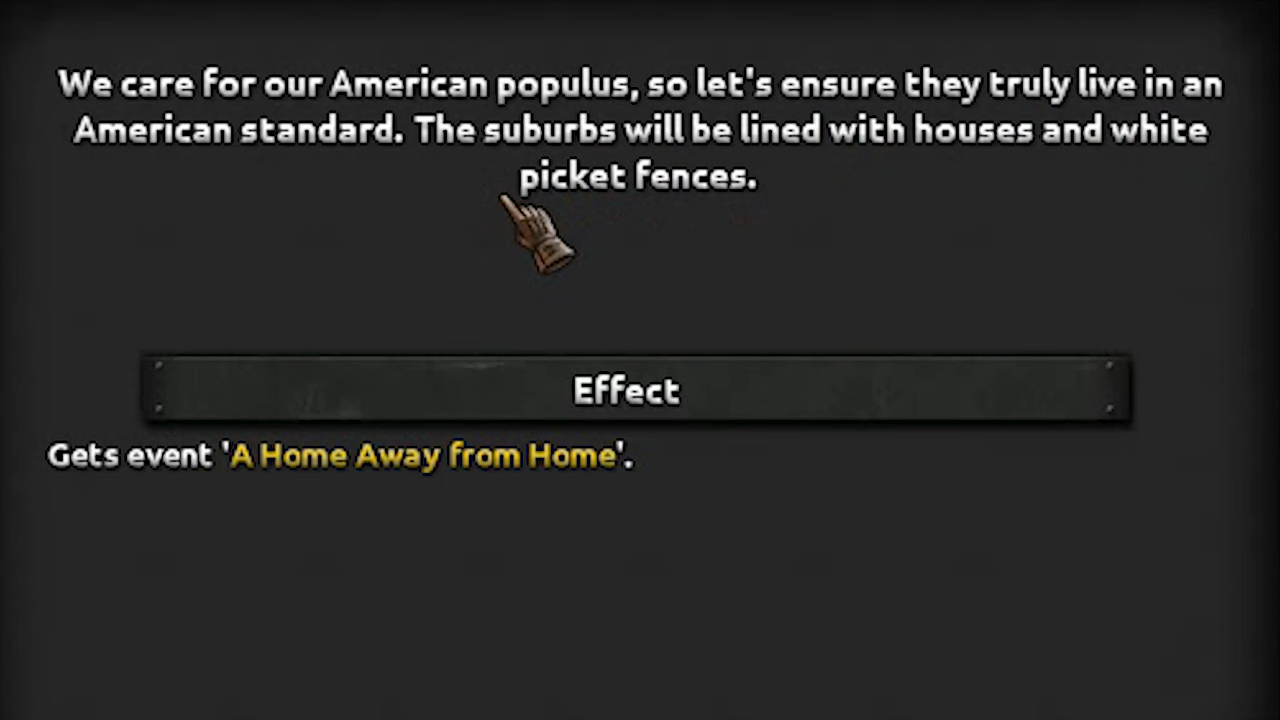 We care for our American populus, so let's ensure they truly live in an
American standard. The suburbs will be lined with houses and white
picket fences.
Effect
Gets event 'A Home Away from Home'.